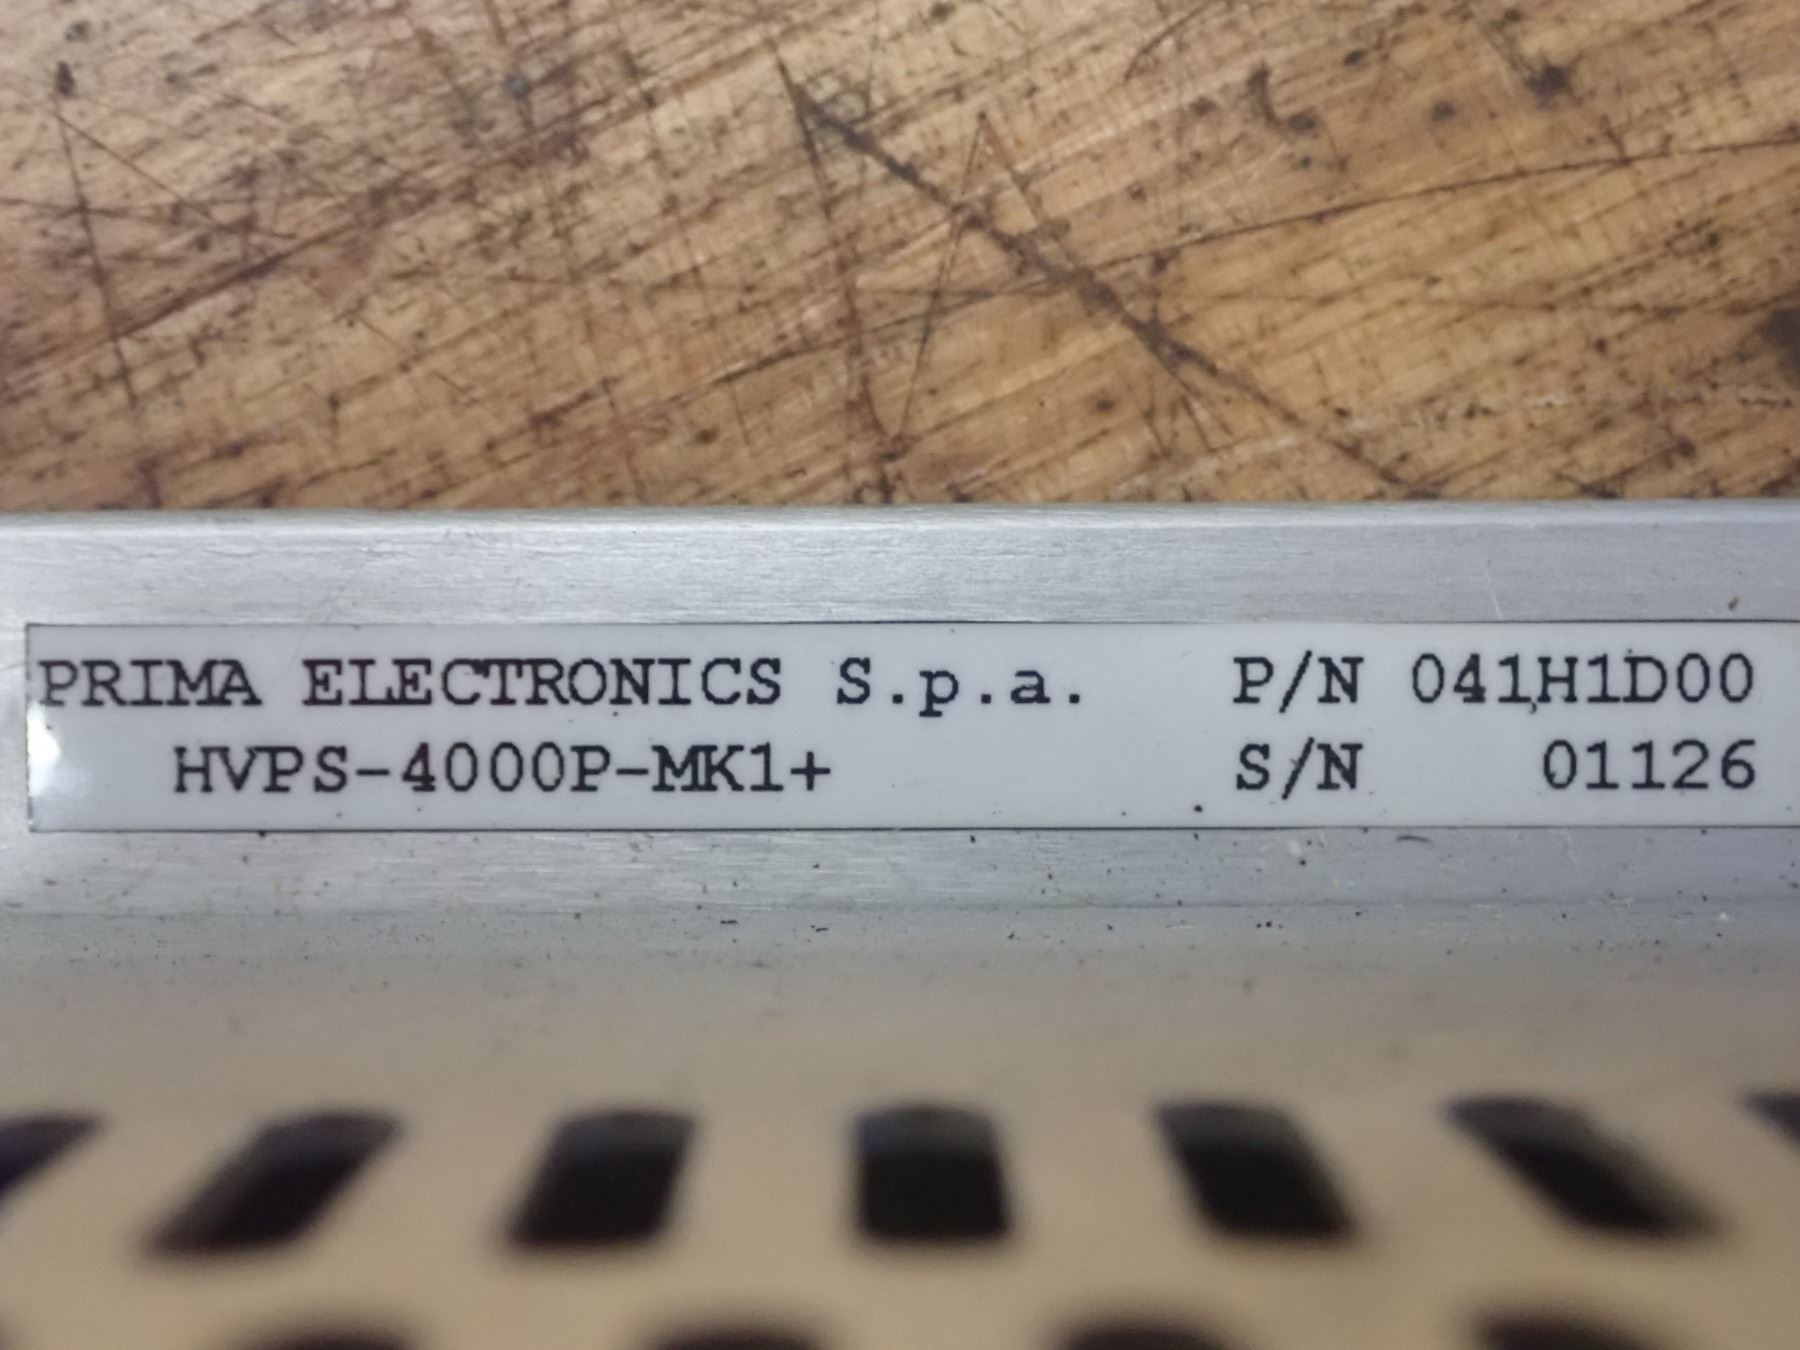 PRIMA ELECTRONICS S.p.a. P/N 041H1D00
HVPS-4000P-MK1+ S/N 01126